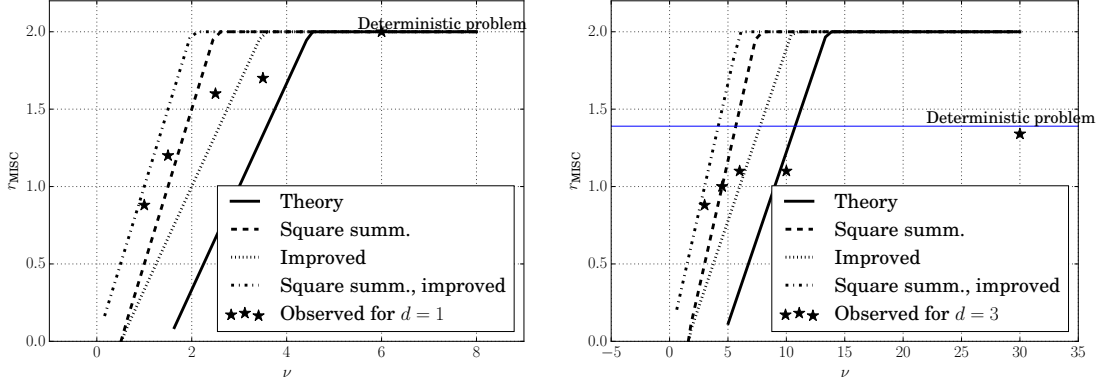 Deterministic problem
2.0
1.5
1.0
0.5
0.0
r_MISC
0 2 4 6 8
ν
Theory
Square summ.
Improved
Square summ., improved
Observed for d = 1
Deterministic problem
2.0
1.5
1.0
0.5
0.0
r_MISC
−5 0 5 10 15 20 25 30 35
ν
Theory
Square summ.
Improved
Square summ., improved
Observed for d = 3